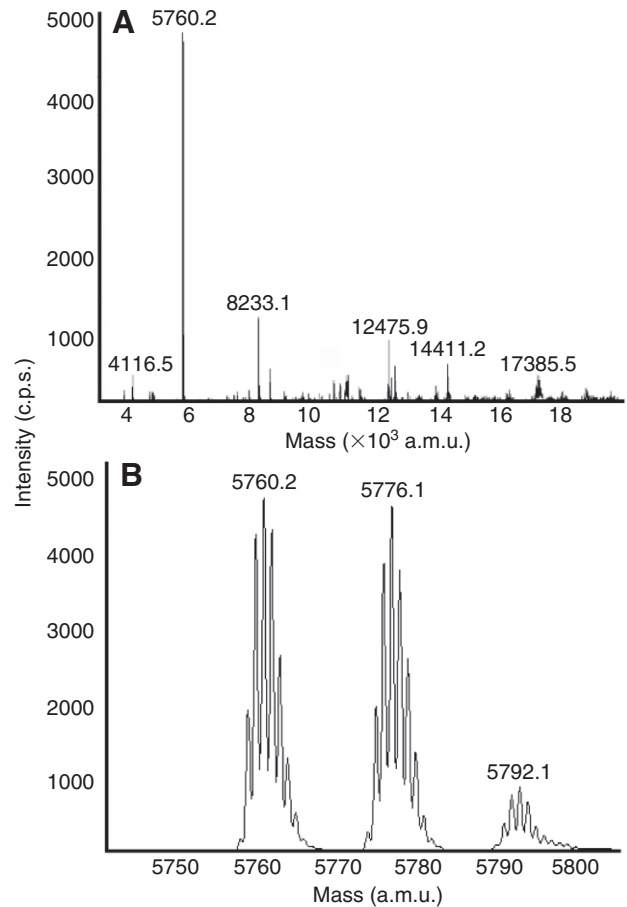 A
5000
5760.2
4000
3000
2000
8233.1
12475.9
1000
14411.2
4116.5
17385.5
4 6 8 10 12 14 16 18
Mass (×10³ a.m.u.)
Intensity (c.p.s.)
B
5000
5760.2
5776.1
4000
3000
2000
1000
5792.1
5750 5760 5770 5780 5790 5800
Mass (a.m.u.)